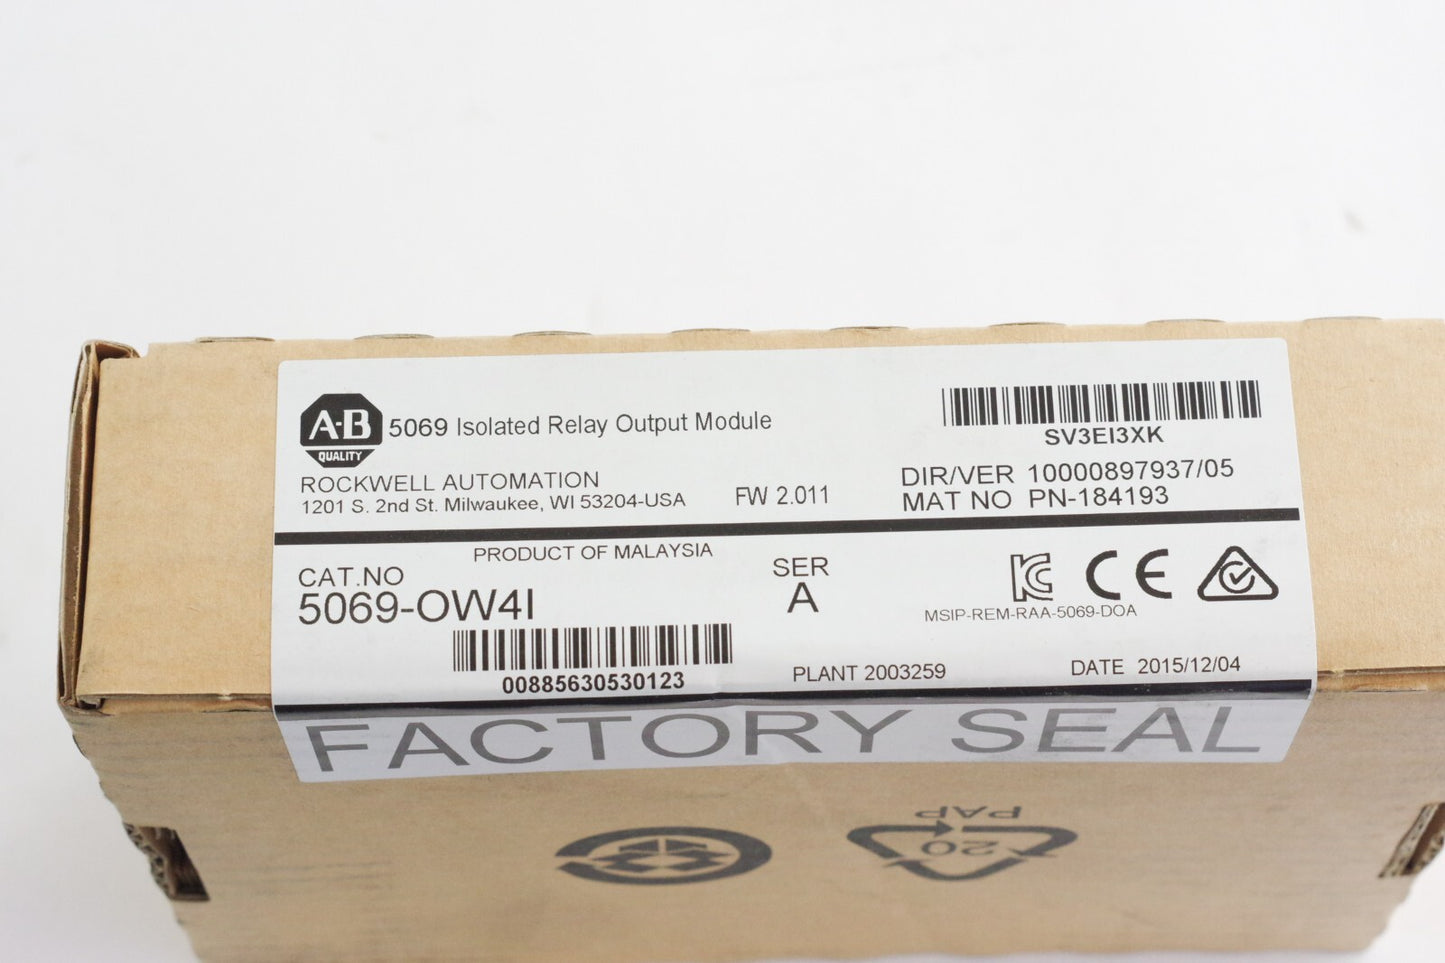 A-B
QUALITY
5069 Isolated Relay Output Module
SV3EI3XK
ROCKWELL AUTOMATION
1201 S. 2nd St. Milwaukee, WI 53204-USA
FW 2.011
DIR/VER 10000897937/05
MAT NO PN-184193
PRODUCT OF MALAYSIA
CAT.NO
5069-OW4I
SER
A
MSIP-REM-RAA-5069-DOA
00885630530123
PLANT 2003259
DATE 2015/12/04
FACTORY SEAL
PAP
20